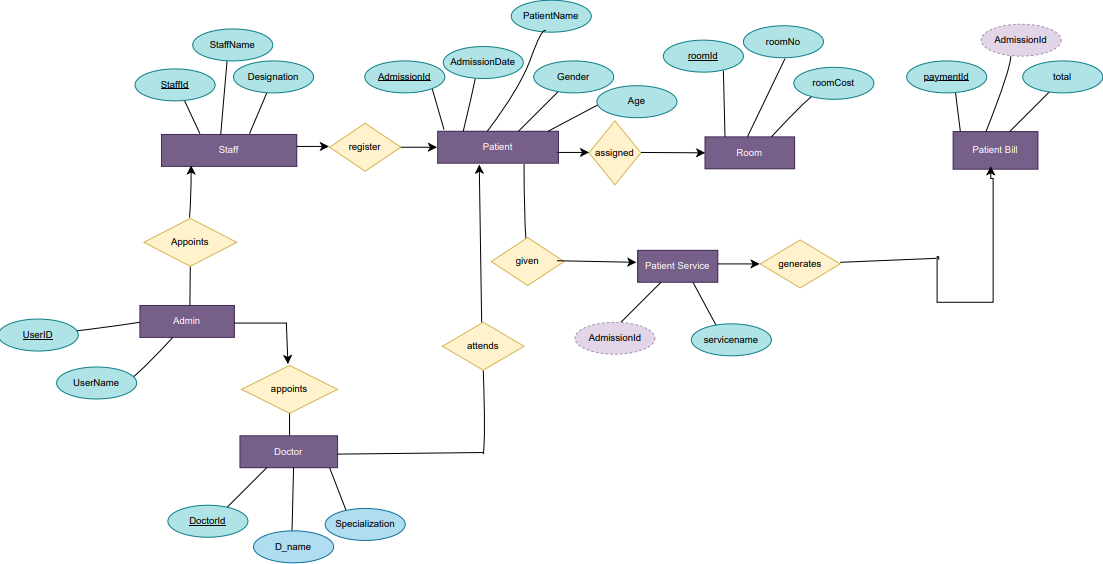 PatientName
StaffName
roomId
roomNo
AdmissionId
AdmissionDate
StaffId
Designation
AdmissionId
Gender
Age
roomCost
paymentId
total
Staff
register
Patient
assigned
Room
Patient Bill
Appoints
given
Patient Service
generates
Admin
UserID
UserName
attends
AdmissionId
servicename
appoints
Doctor
DoctorId
D_name
Specialization